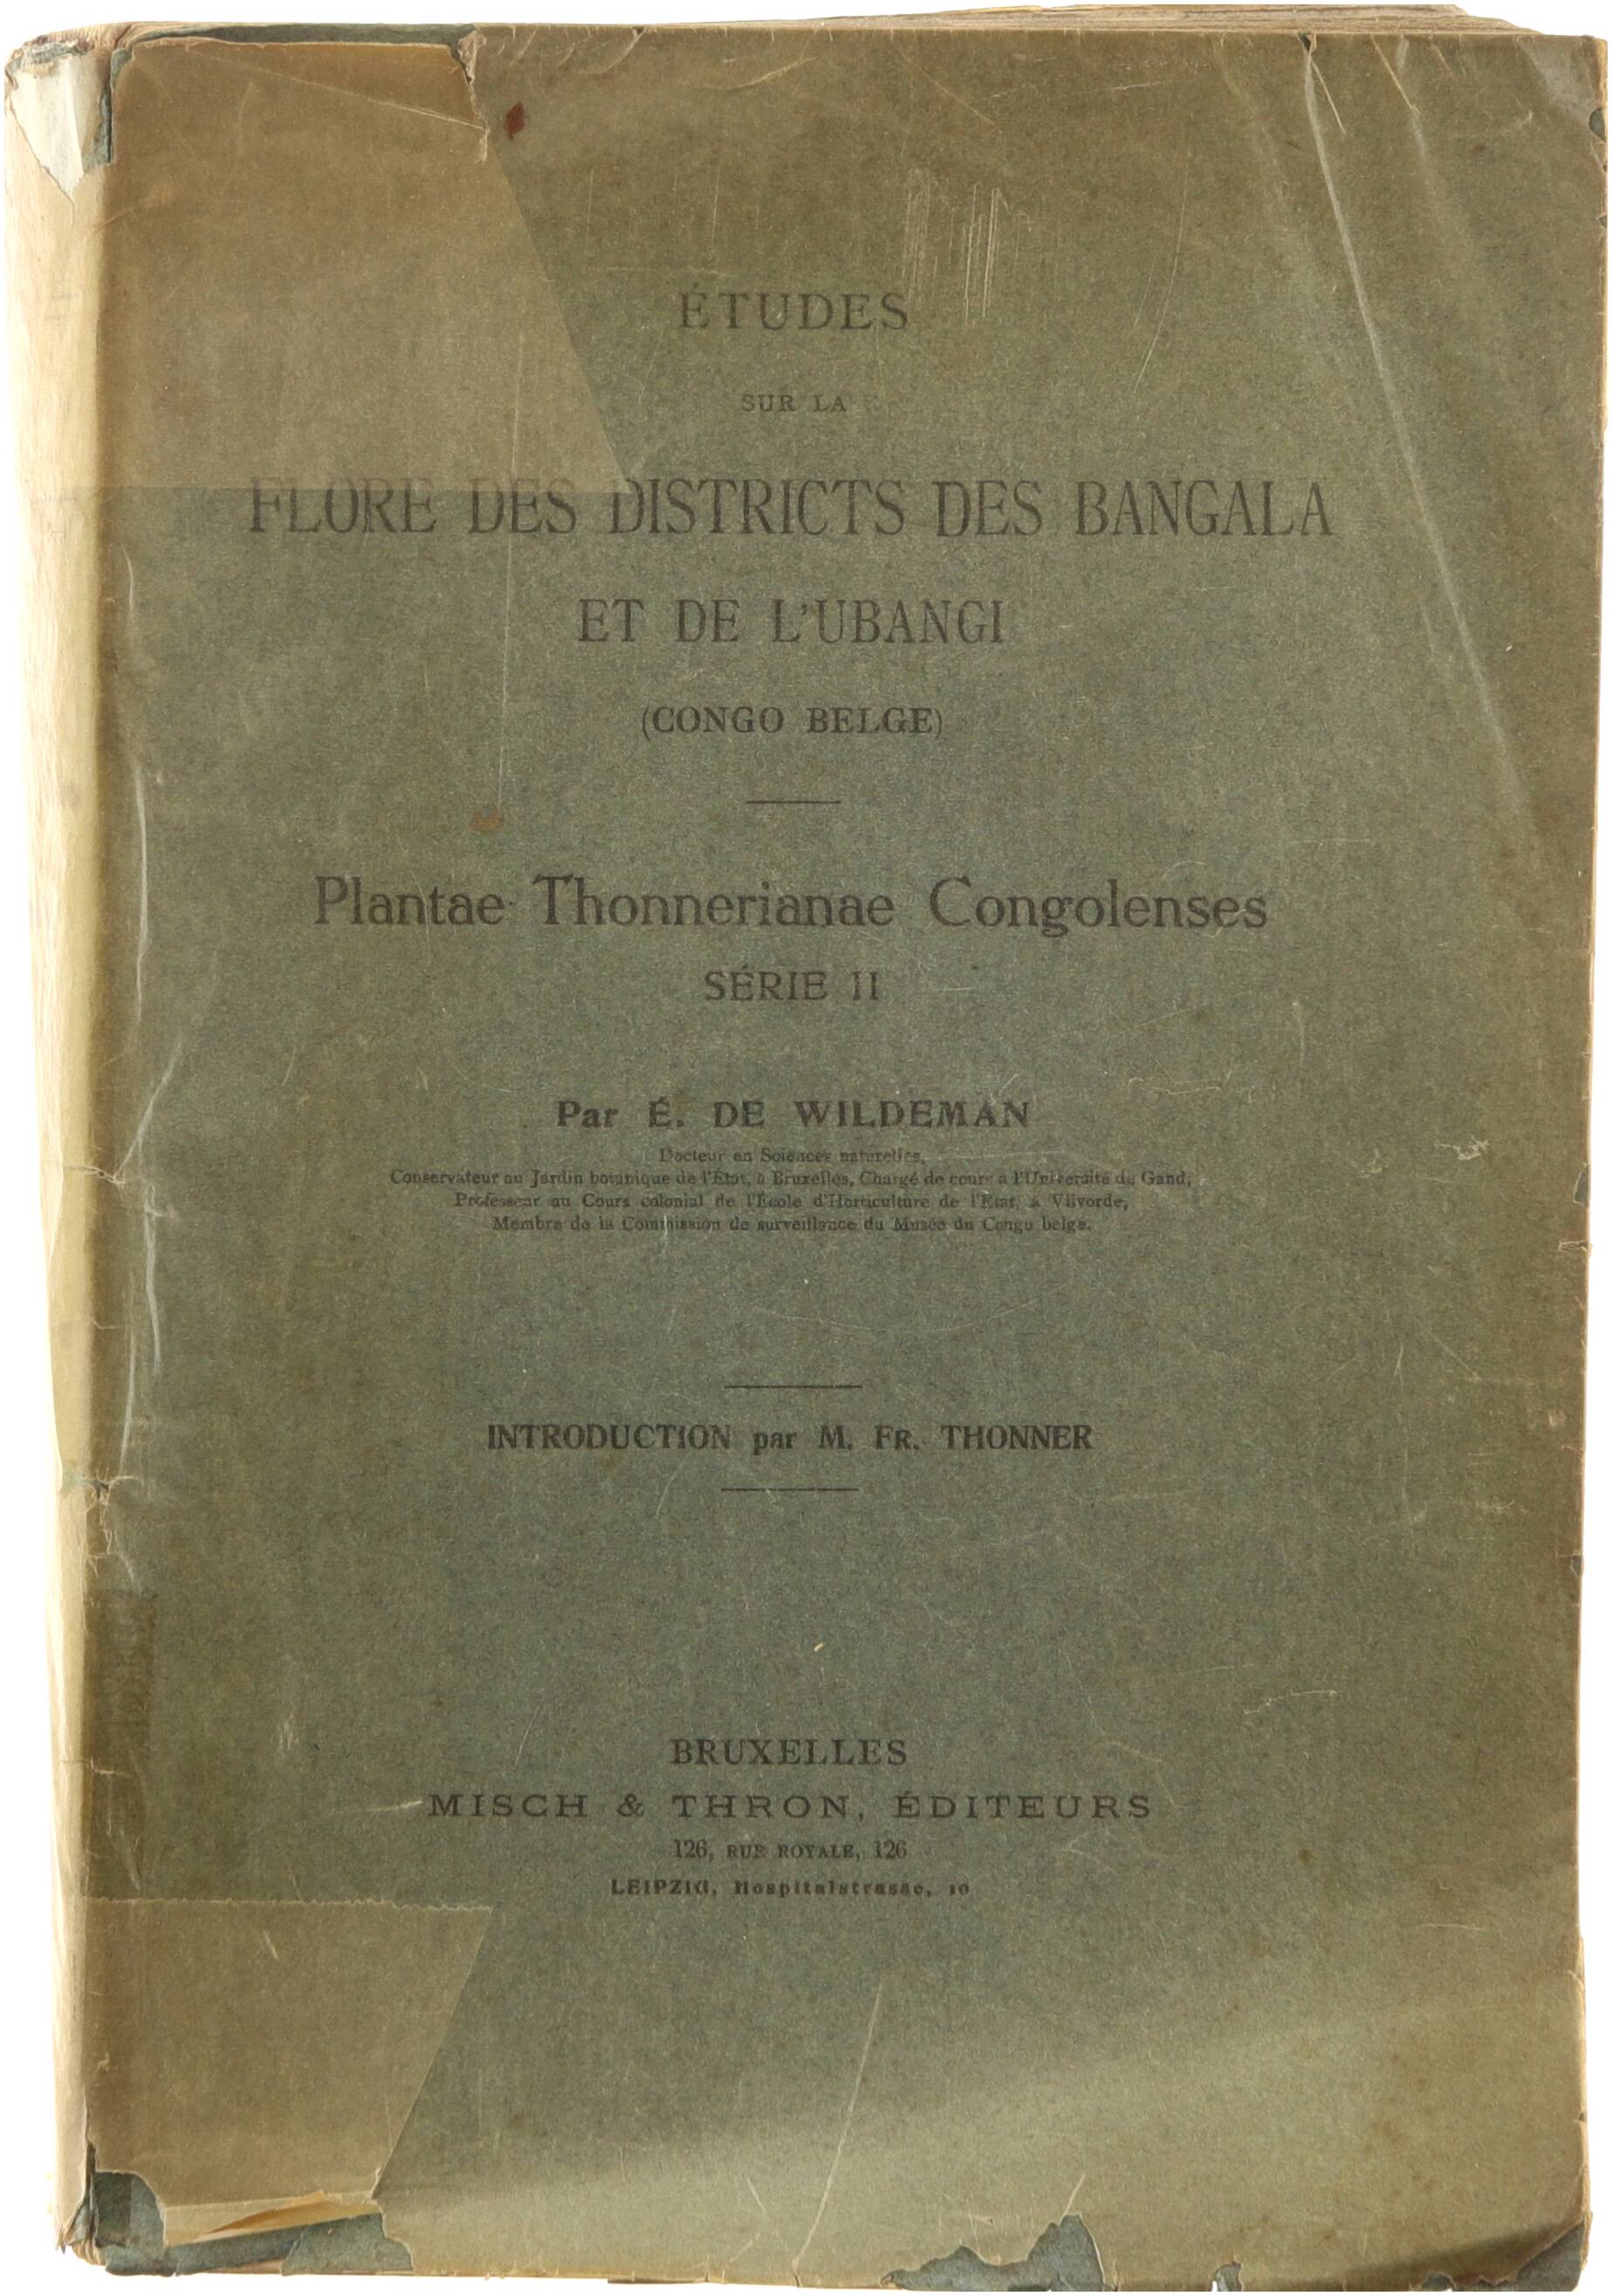 ÉTUDES
SUR LA
FLORE DES DISTRICTS DES BANGALA
ET DE L'UBANGI
(CONGO BELGE)
Plantae Thonnerianae Congolenses
SÉRIE II
Par É. DE WILDEMAN
Docteur en Sciences naturelles,
Conservateur au Jardin botanique de l'État, à Bruxelles, Chargé de cours à l'Université de Gand,
Professeur au Cours colonial de l'École d'Horticulture de l'État, à Vilvorde,
Membre de la Commission de surveillance du Musée du Congo belge.
INTRODUCTION par M. FR. THONNER
BRUXELLES
MISCH & THRON, ÉDITEURS
126, RUE ROYALE, 126
LEIPZIG, Hospitalstrasse, 10